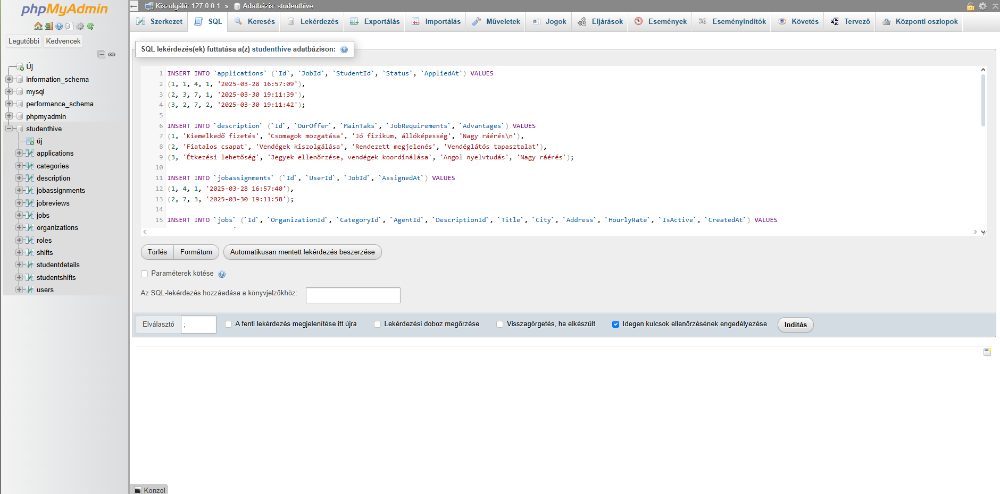 phpMyAdmin
Legutóbbi Kedvencek
Új
information_schema
mysql
performance_schema
phpmyadmin
studenthive
új
applications
categories
description
jobassignments
jobreviews
jobs
organizations
roles
shifts
studentdetails
studentshifts
users
Kiszolgáló: 127.0.0.1 » Adatbázis: studenthive
Szerkezet SQL Keresés Lekérdezés Exportálás Importálás Műveletek Jogok Eljárások Események Eseményindítók Követés Tervező Központi oszlopok
SQL lekérdezés(ek) futtatása a(z) studenthive adatbázison:
1 INSERT INTO `applications` (`Id`, `JobId`, `StudentId`, `Status`, `AppliedAt`) VALUES
2 (1, 1, 4, 1, '2025-03-28 16:57:09'),
3 (2, 3, 7, 1, '2025-03-30 19:11:39'),
4 (3, 2, 7, 2, '2025-03-30 19:11:42');
5
6 INSERT INTO `description` (`Id`, `OurOffer`, `MainTaks`, `JobRequirements`, `Advantages`) VALUES
7 (1, 'Kiemelkedő fizetés', 'Csomagok mozgatása', 'Jó fizikum, állóképesség', 'Nagy ráérés\n'),
8 (2, 'Fiatalos csapat', 'Vendégek kiszolgálása', 'Rendezett megjelenés', 'Vendéglátós tapasztalat'),
9 (3, 'Étkezési lehetőség', 'Jegyek ellenőrzése, vendégek koordinálása', 'Angol nyelvtudás', 'Nagy ráérés');
10
11 INSERT INTO `jobassignments` (`Id`, `UserId`, `JobId`, `AssignedAt`) VALUES
12 (1, 4, 1, '2025-03-28 16:57:40'),
13 (2, 7, 3, '2025-03-30 19:11:58');
14
15 INSERT INTO `jobs` (`Id`, `OrganizationId`, `CategoryId`, `AgentId`, `DescriptionId`, `Title`, `City`, `Address`, `HourlyRate`, `IsActive`, `CreatedAt`) VALUES
Törlés Formátum Automatikusan mentett lekérdezés beszerzése
Paraméterek kötése
Az SQL-lekérdezés hozzáadása a könyvjelzőkhöz:
Elválasztó ; A fenti lekérdezés megjelenítése itt újra Lekérdezési doboz megőrzése Visszagörgetés, ha elkészült Idegen kulcsok ellenőrzésének engedélyezése Indítás
Konzol